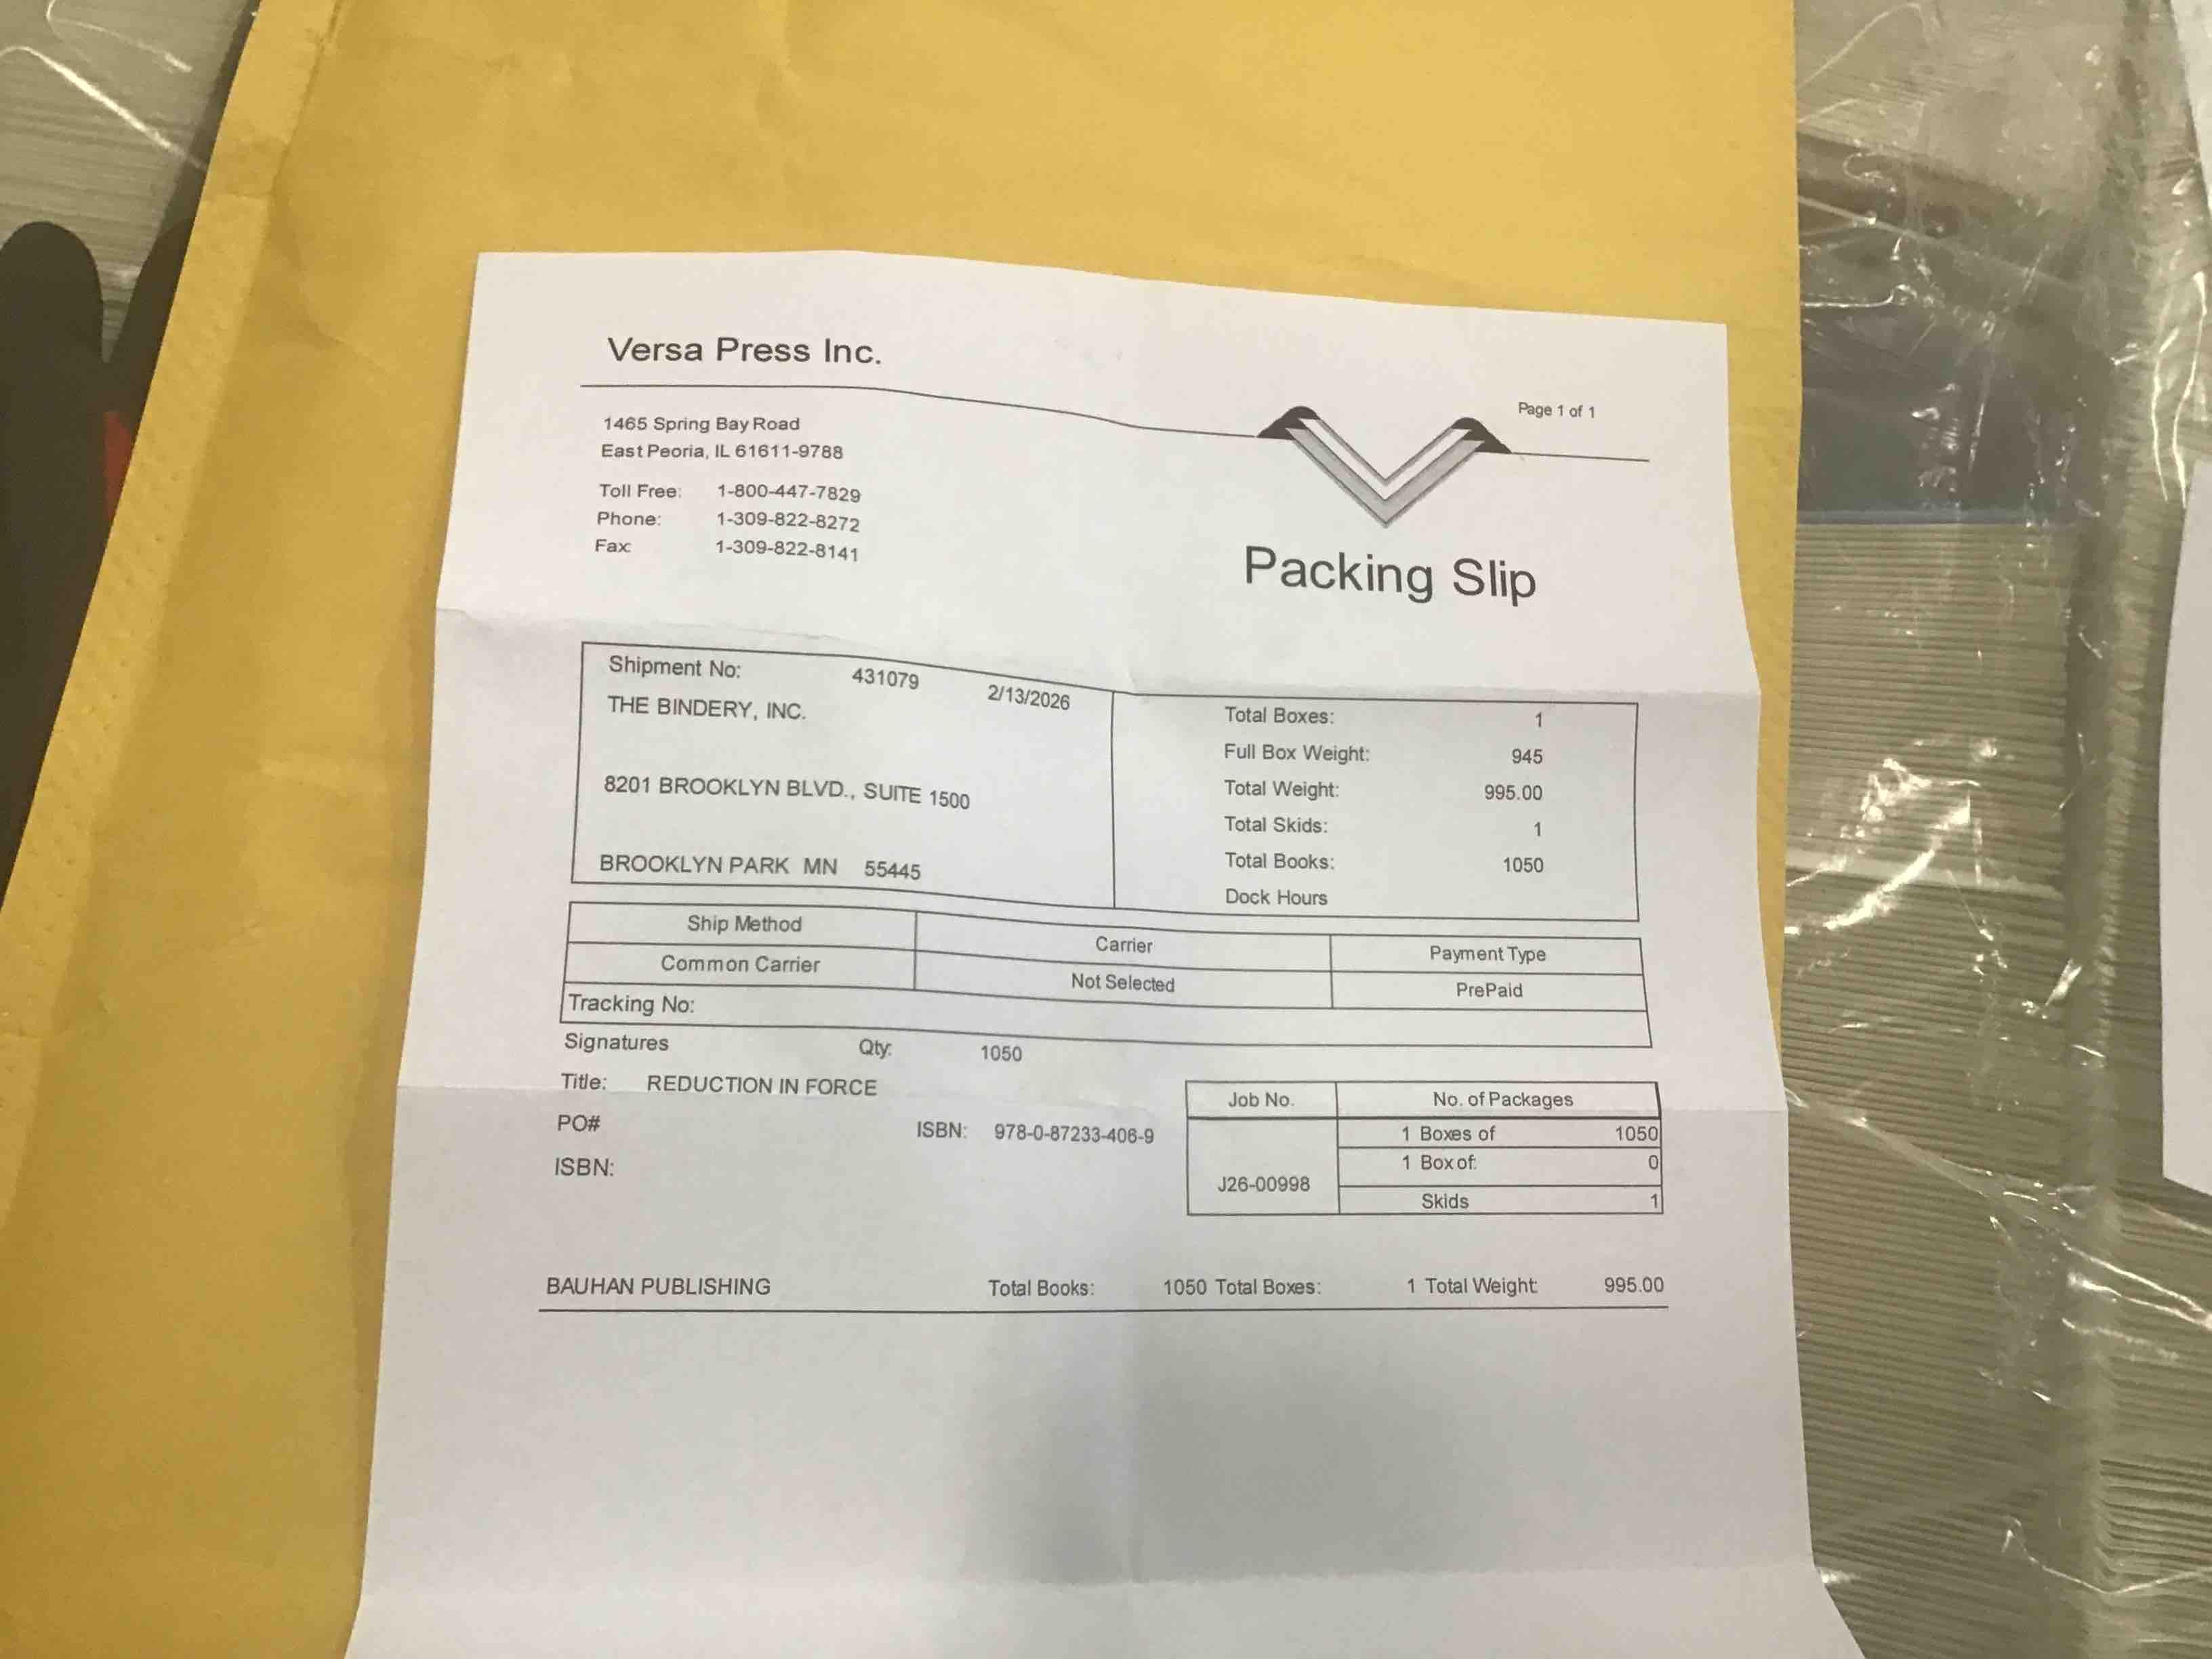 Versa Press Inc.
Page 1 of 1
1465 Spring Bay Road
East Peoria, IL 61611-9788
Toll Free: 1-800-447-7829
Phone: 1-309-822-8272
Fax: 1-309-822-8141
Packing Slip
Shipment No: 431079 2/13/2026
THE BINDERY, INC.
8201 BROOKLYN BLVD., SUITE 1500
BROOKLYN PARK MN 55445
Total Boxes: 1
Full Box Weight: 945
Total Weight: 995.00
Total Skids: 1
Total Books: 1050
Dock Hours
Ship Method Carrier Payment Type
Common Carrier Not Selected PrePaid
Tracking No:
Signatures Qty: 1050
Title: REDUCTION IN FORCE
PO# ISBN: 978-0-87233-406-9
ISBN:
Job No. No. of Packages
1 Boxes of 1050
1 Box of: 0
J26-00998
Skids 1
BAUHAN PUBLISHING Total Books: 1050 Total Boxes: 1 Total Weight: 995.00